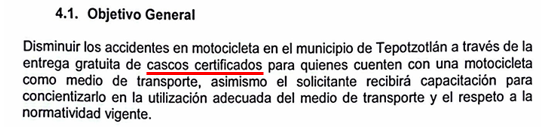 4.1. Objetivo General
Disminuir los accidentes en motocicleta en el municipio de Tepotzotlán a través de la
entrega gratuita de cascos certificados para quienes cuenten con una motocicleta
como medio de transporte, asimismo el solicitante recibirá capacitación para
concientizarlo en la utilización adecuada del medio de transporte y el respeto a la
normatividad vigente.